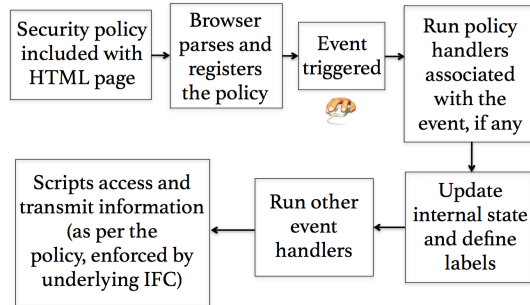 Security policy
included with
HTML page
Browser
parses and
registers
the policy
Event
triggered
Run policy
handlers
associated
with the
event, if any
Update
internal state
and define
labels
Run other
event
handlers
Scripts access and
transmit information
(as per the
policy, enforced by
underlying IFC)